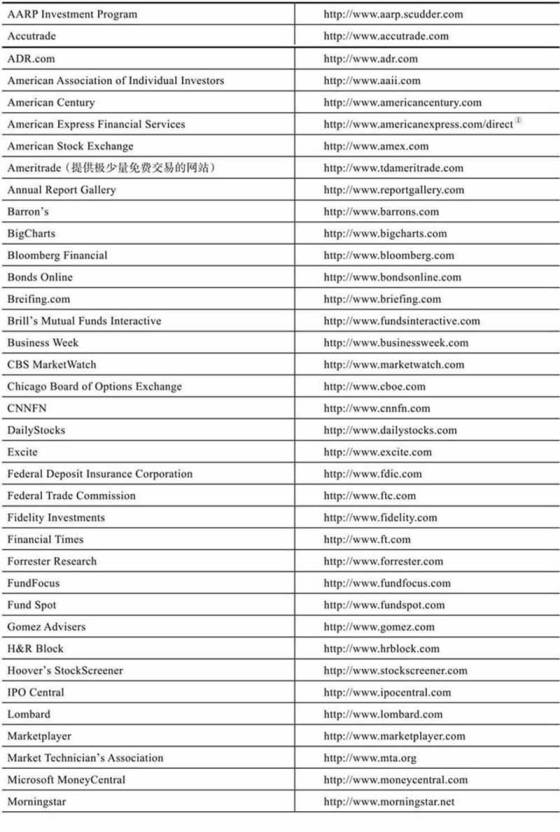 AARP Investment Program http://www.aarp.scudder.com
Accutrade http://www.accutrade.com
ADR.com http://www.adr.com
American Association of Individual Investors http://www.aaii.com
American Century http://www.americancentury.com
American Express Financial Services http://www.americanexpress.com/direct①
American Stock Exchange http://www.amex.com
Ameritrade（提供极少量免费交易的网站） http://www.tdameritrade.com
Annual Report Gallery http://www.reportgallery.com
Barron's http://www.barrons.com
BigCharts http://www.bigcharts.com
Bloomberg Financial http://www.bloomberg.com
Bonds Online http://www.bondsonline.com
Breifing.com http://www.briefing.com
Brill's Mutual Funds Interactive http://www.fundsinteractive.com
Business Week http://www.businessweek.com
CBS MarketWatch http://www.marketwatch.com
Chicago Board of Options Exchange http://www.cboe.com
CNNFN http://www.cnnfn.com
DailyStocks http://www.dailystocks.com
Excite http://www.excite.com
Federal Deposit Insurance Corporation http://www.fdic.com
Federal Trade Commission http://www.ftc.com
Fidelity Investments http://www.fidelity.com
Financial Times http://www.ft.com
Forrester Research http://www.forrester.com
FundFocus http://www.fundfocus.com
Fund Spot http://www.fundspot.com
Gomez Advisers http://www.gomez.com
H&R Block http://www.hrblock.com
Hoover's StockScreener http://www.stockscreener.com
IPO Central http://www.ipocentral.com
Lombard http://www.lombard.com
Marketplayer http://www.marketplayer.com
Market Technician's Association http://www.mta.org
Microsoft MoneyCentral http://www.moneycentral.com
Morningstar http://www.morningstar.net